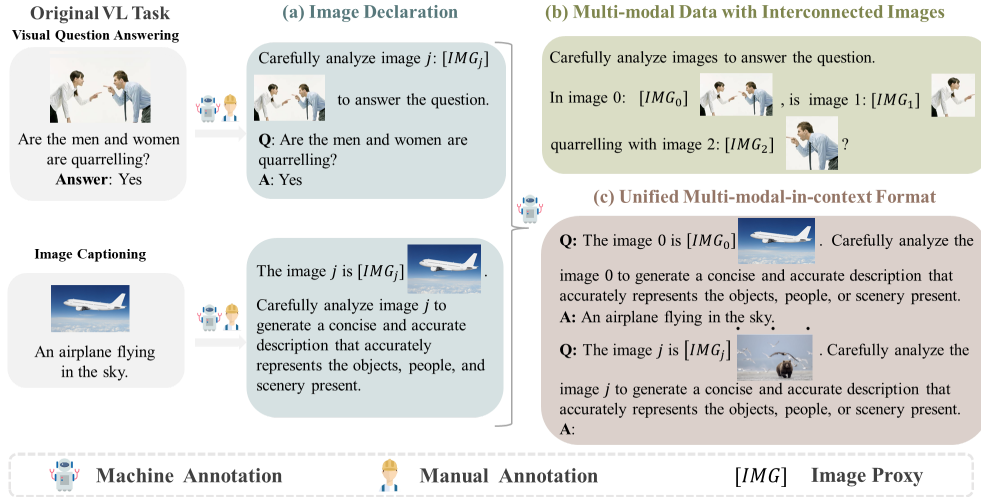 Original VL Task
Visual Question Answering
Are the men and women
are quarrelling?
Answer: Yes
Image Captioning
An airplane flying
in the sky.
(a) Image Declaration
Carefully analyze image j: [IMG_j]
to answer the question.
Q: Are the men and women are
quarrelling?
A: Yes
The image j is [IMG_j] .
Carefully analyze image j to
generate a concise and accurate
description that accurately
represents the objects, people, and
scenery present.
(b) Multi-modal Data with Interconnected Images
Carefully analyze images to answer the question.
In image 0: [IMG_0] , is image 1: [IMG_1]
quarrelling with image 2: [IMG_2] ?
(c) Unified Multi-modal-in-context Format
Q: The image 0 is [IMG_0] . Carefully analyze the
image 0 to generate a concise and accurate description that
accurately represents the objects, people, or scenery present.
A: An airplane flying in the sky.
. . .
Q: The image j is [IMG_j] . Carefully analyze the
image j to generate a concise and accurate description that
accurately represents the objects, people, or scenery present.
A:
Machine Annotation
Manual Annotation
[IMG] Image Proxy